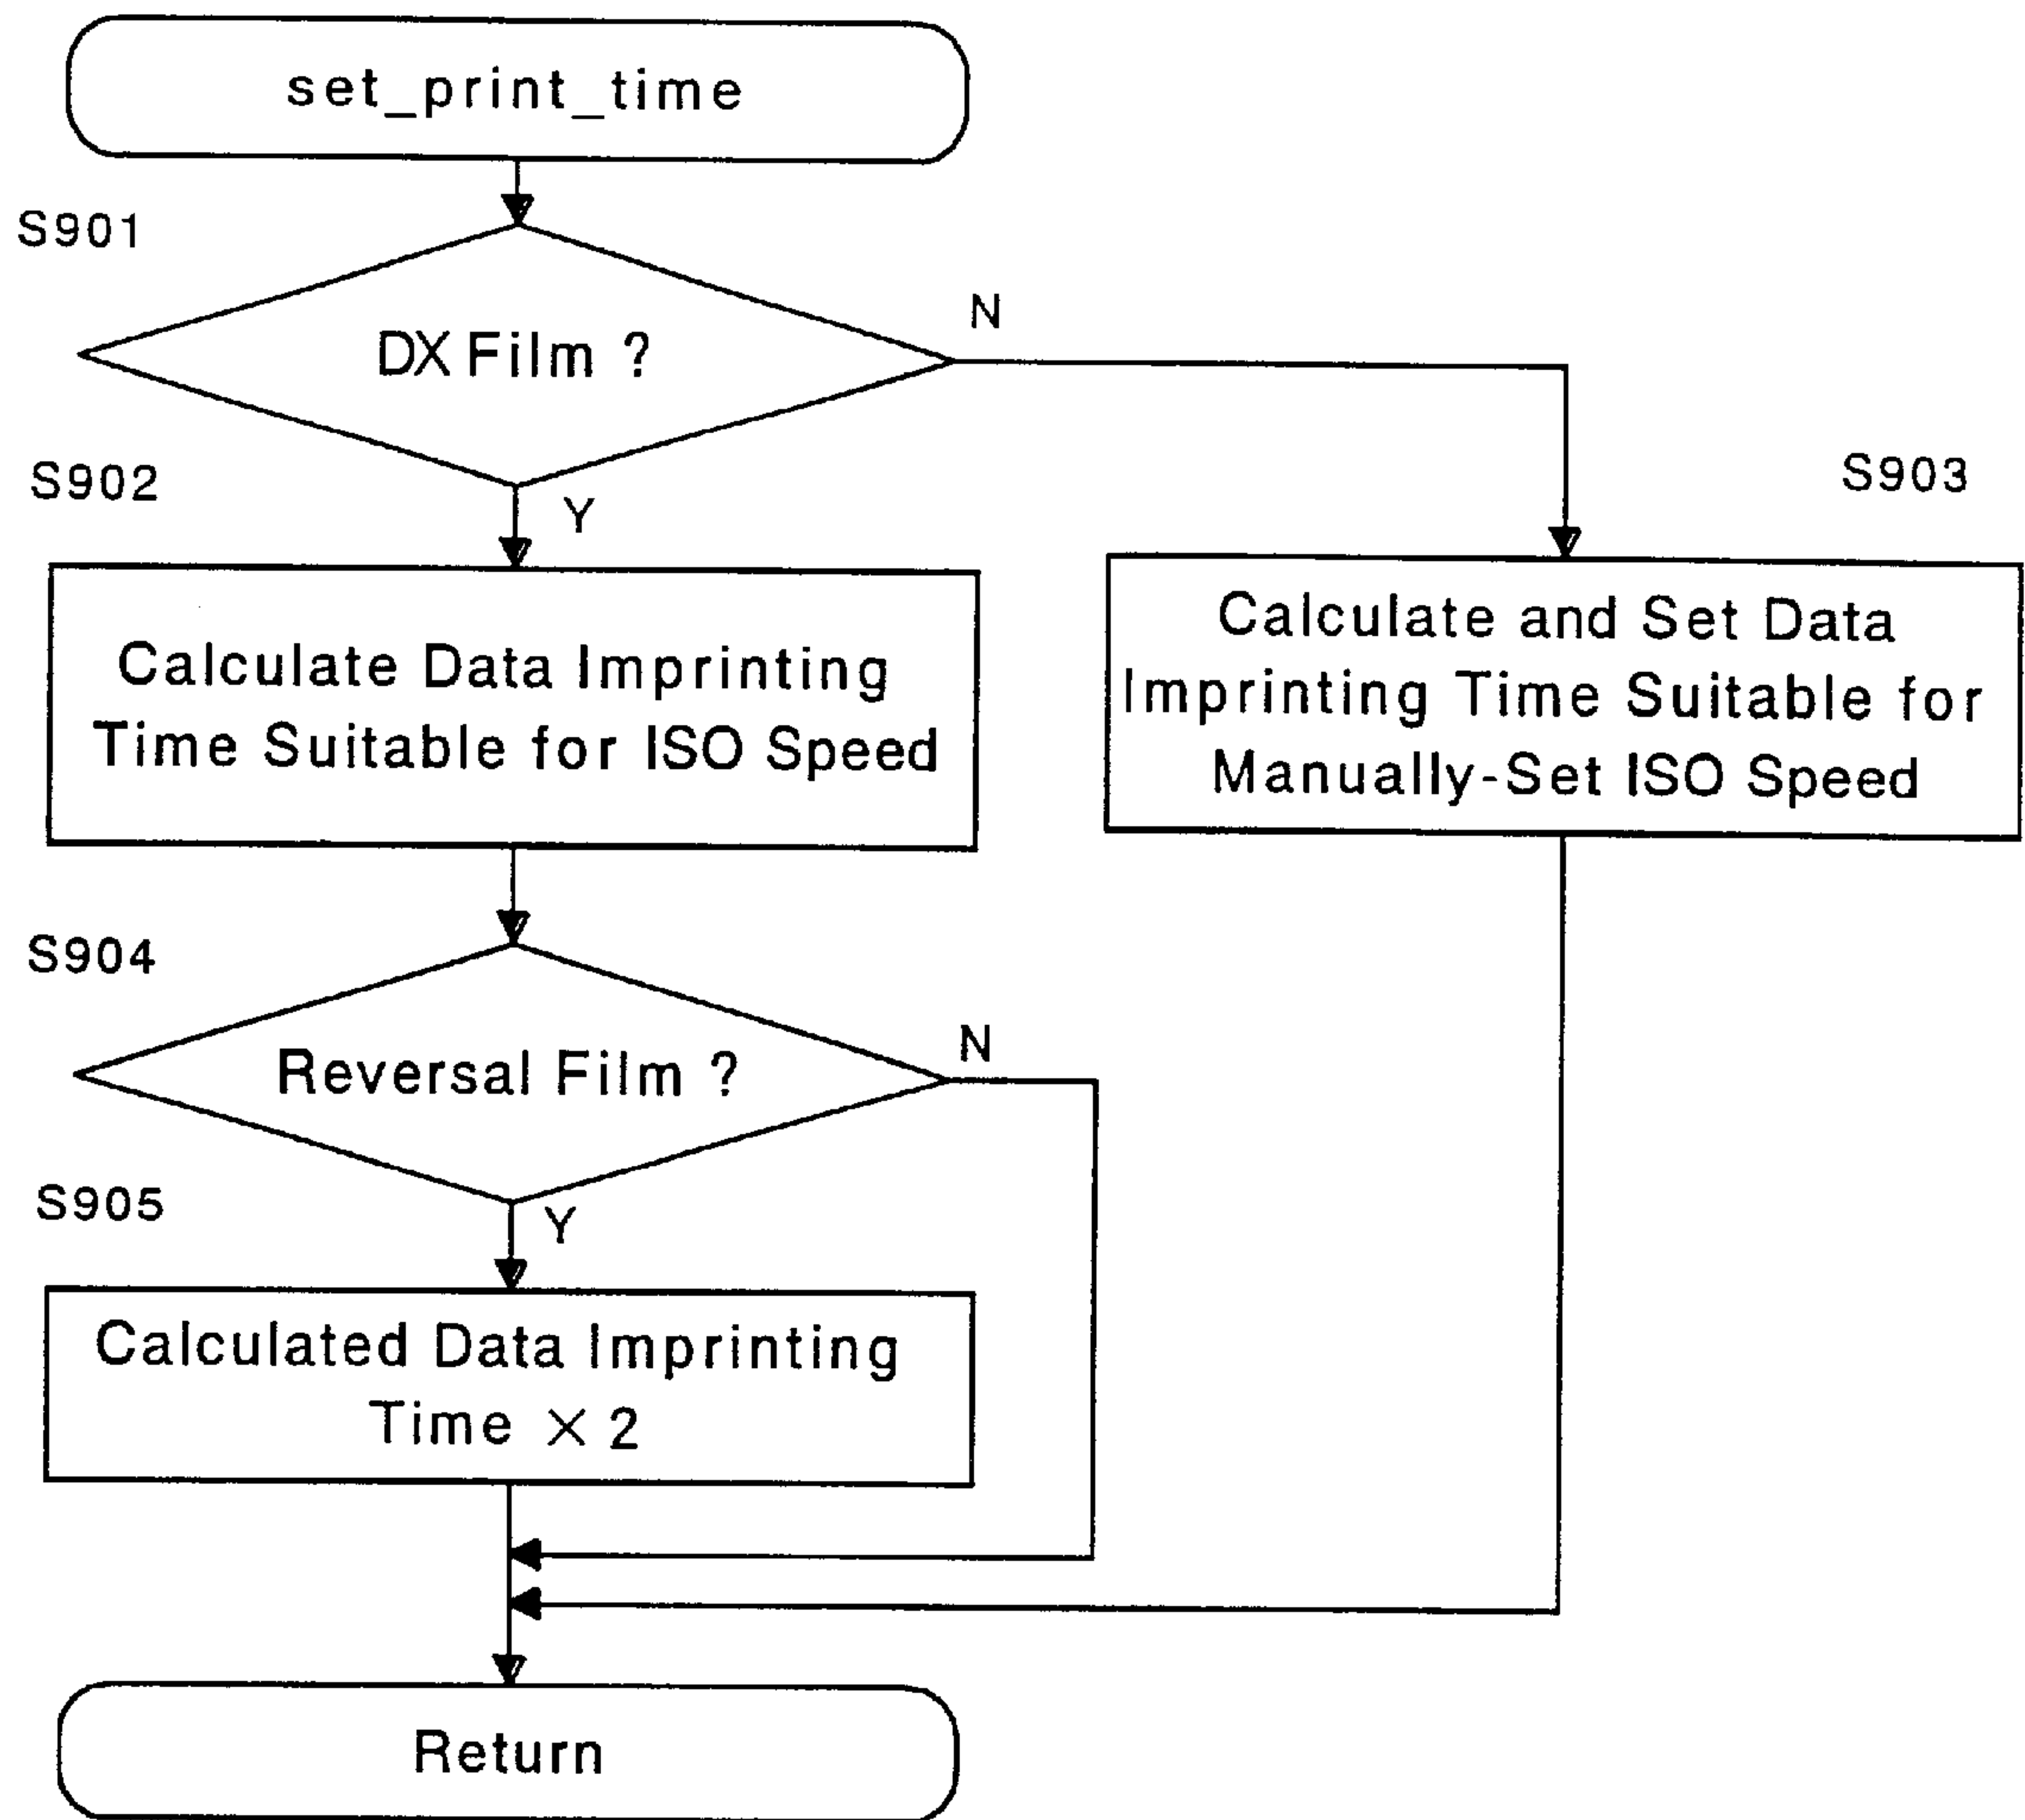 set_print_time
S901
DX Film ?
N
S902
Y
S903
Calculate Data Imprinting
Time Suitable for ISO Speed
Calculate and Set Data
Imprinting Time Suitable for
Manually-Set ISO Speed
S904
Reversal Film ?
N
S905
Y
Calculated Data Imprinting
Time × 2
Return